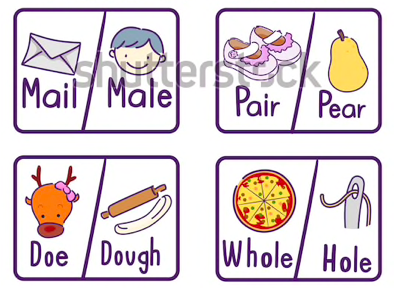 shutterstock
Mail Male
Pair Pear
Doe Dough
Whole Hole